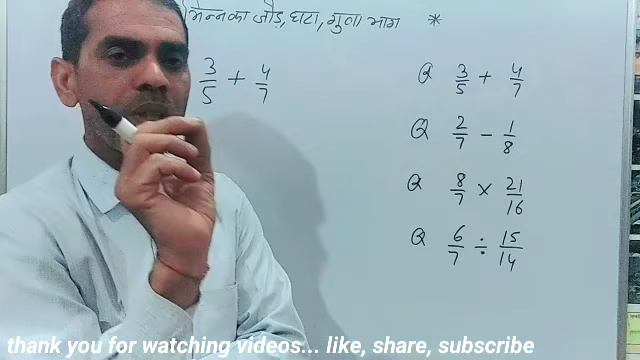 भिन्न का जोड़, घटा, गुणा भाग *
3/5 + 4/7
Q 3/5 + 4/7
Q 2/7 - 1/8
Q 8/7 × 21/16
Q 6/7 ÷ 15/14
thank you for watching videos... like, share, subscribe